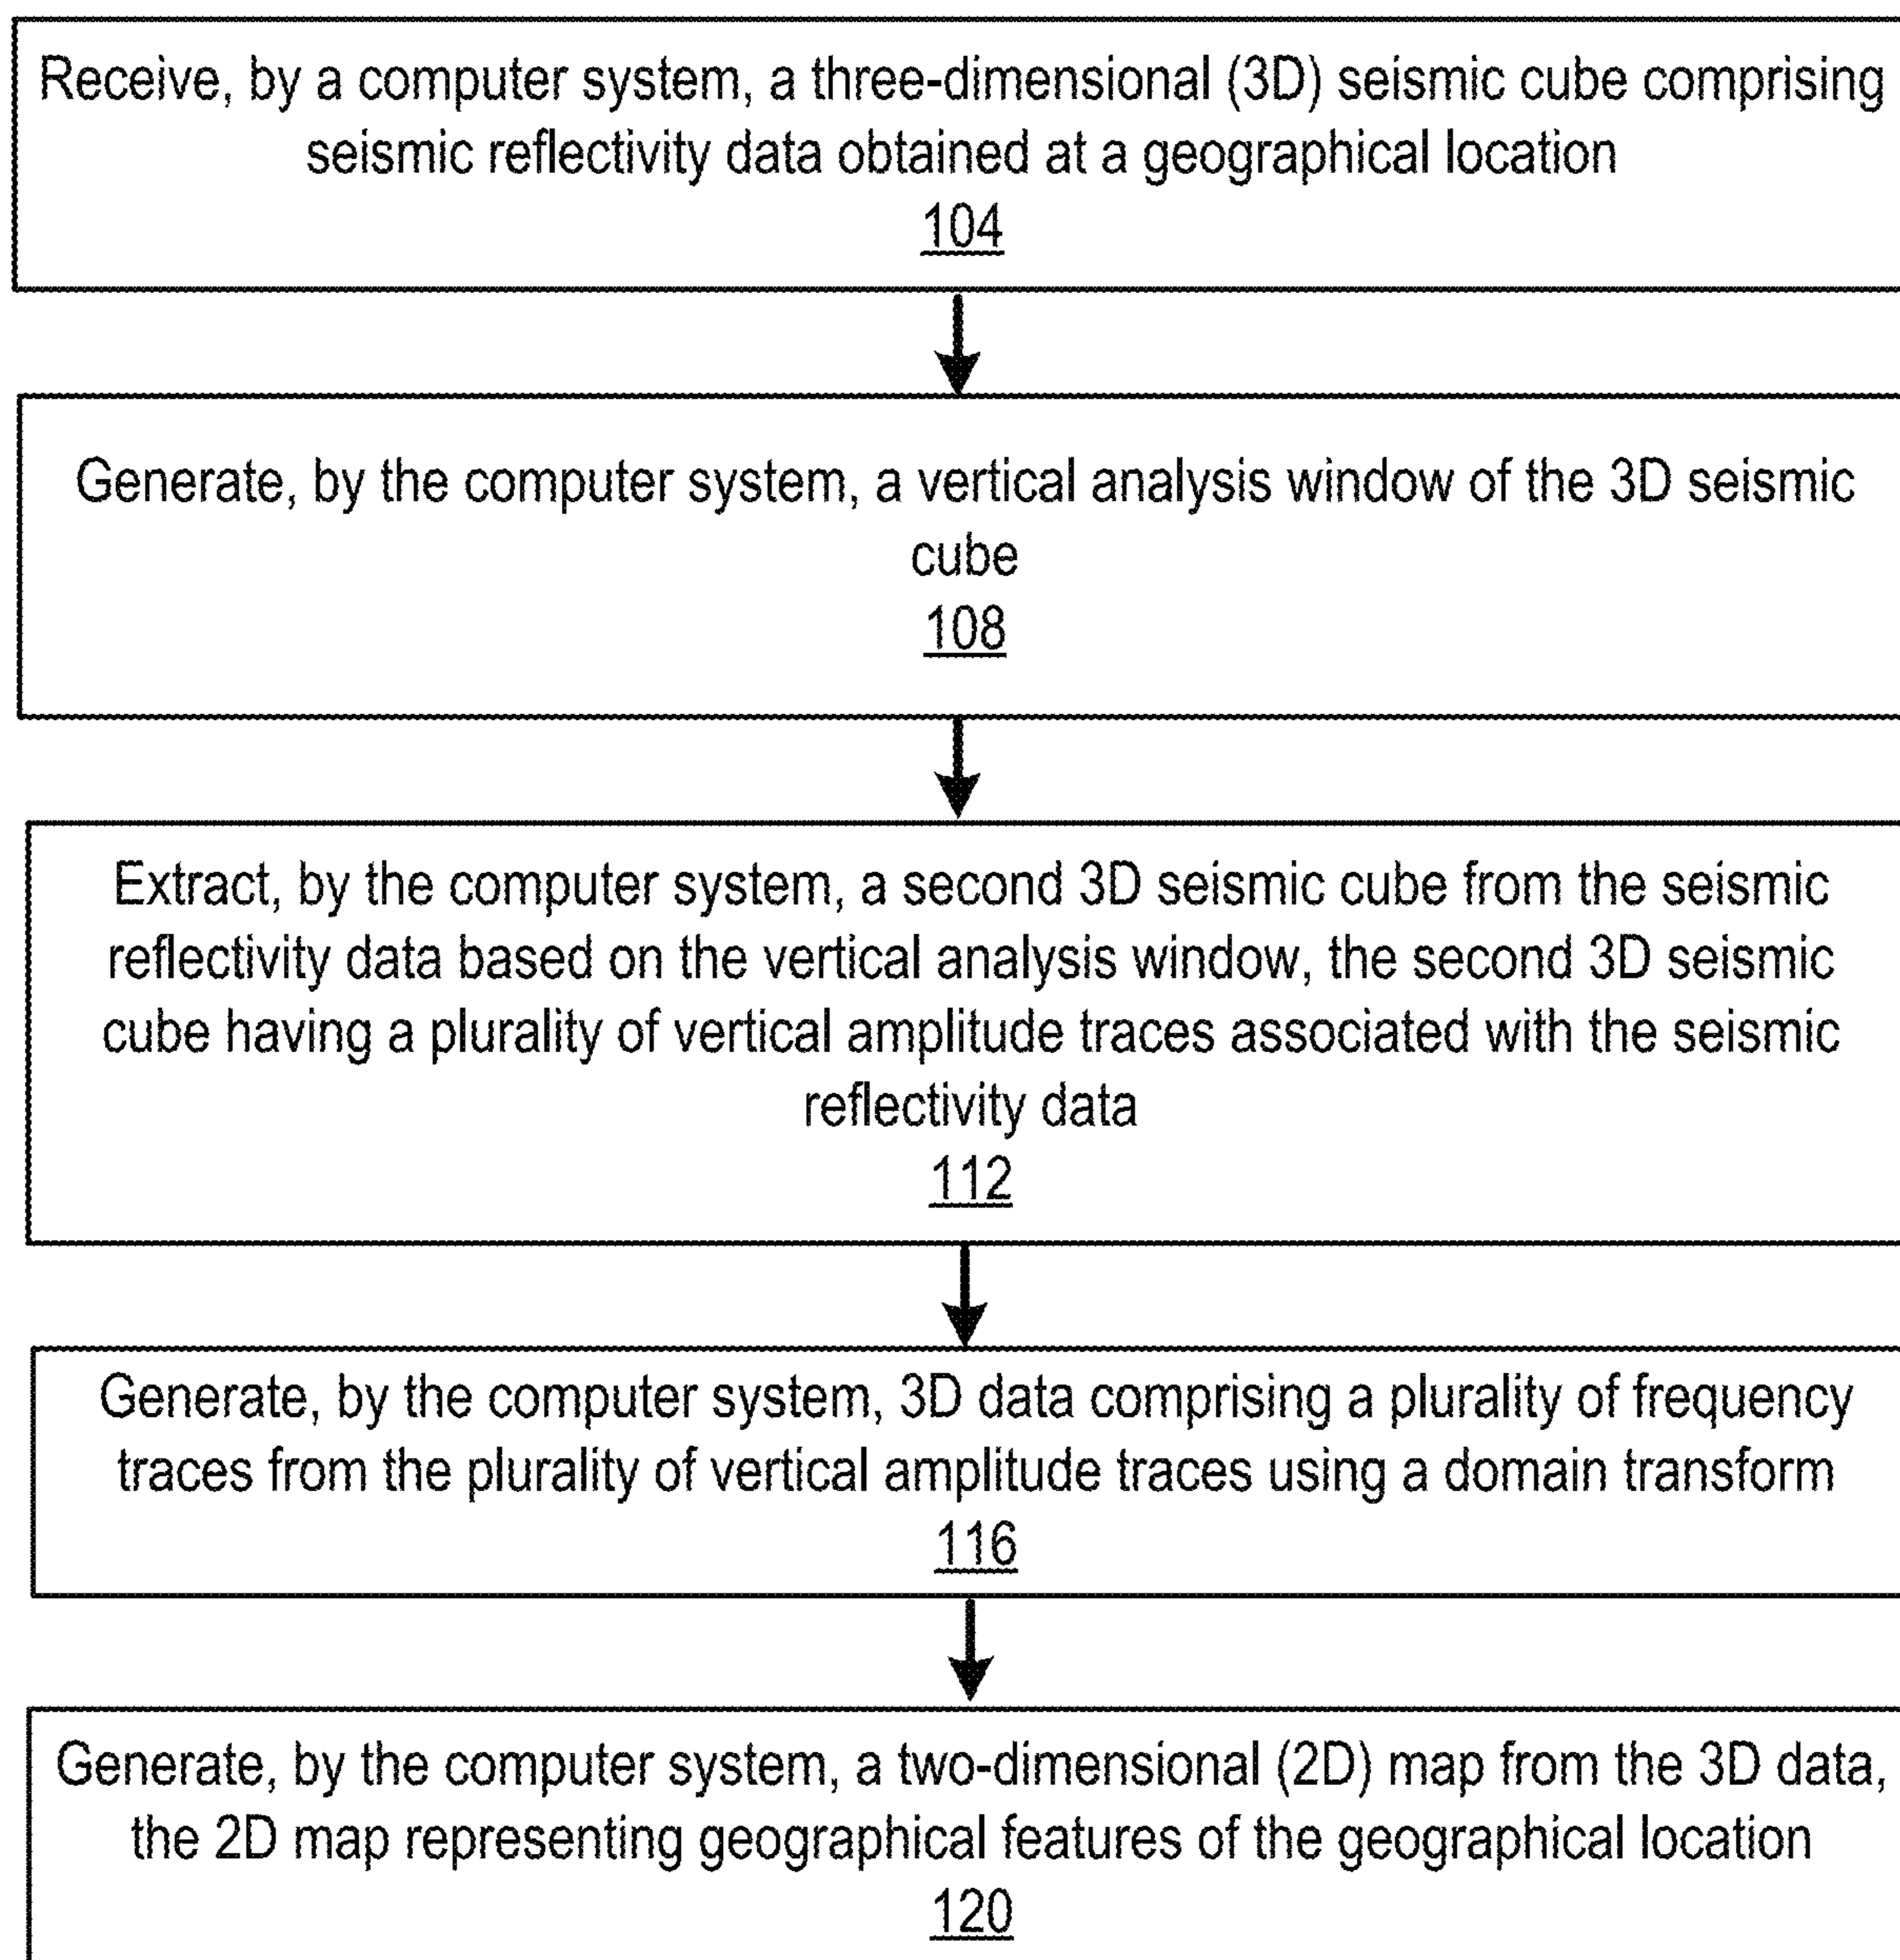 Receive, by a computer system, a three-dimensional (3D) seismic cube comprising
seismic reflectivity data obtained at a geographical location
104
Generate, by the computer system, a vertical analysis window of the 3D seismic
cube
108
Extract, by the computer system, a second 3D seismic cube from the seismic
reflectivity data based on the vertical analysis window, the second 3D seismic
cube having a plurality of vertical amplitude traces associated with the seismic
reflectivity data
112
Generate, by the computer system, 3D data comprising a plurality of frequency
traces from the plurality of vertical amplitude traces using a domain transform
116
Generate, by the computer system, a two-dimensional (2D) map from the 3D data,
the 2D map representing geographical features of the geographical location
120